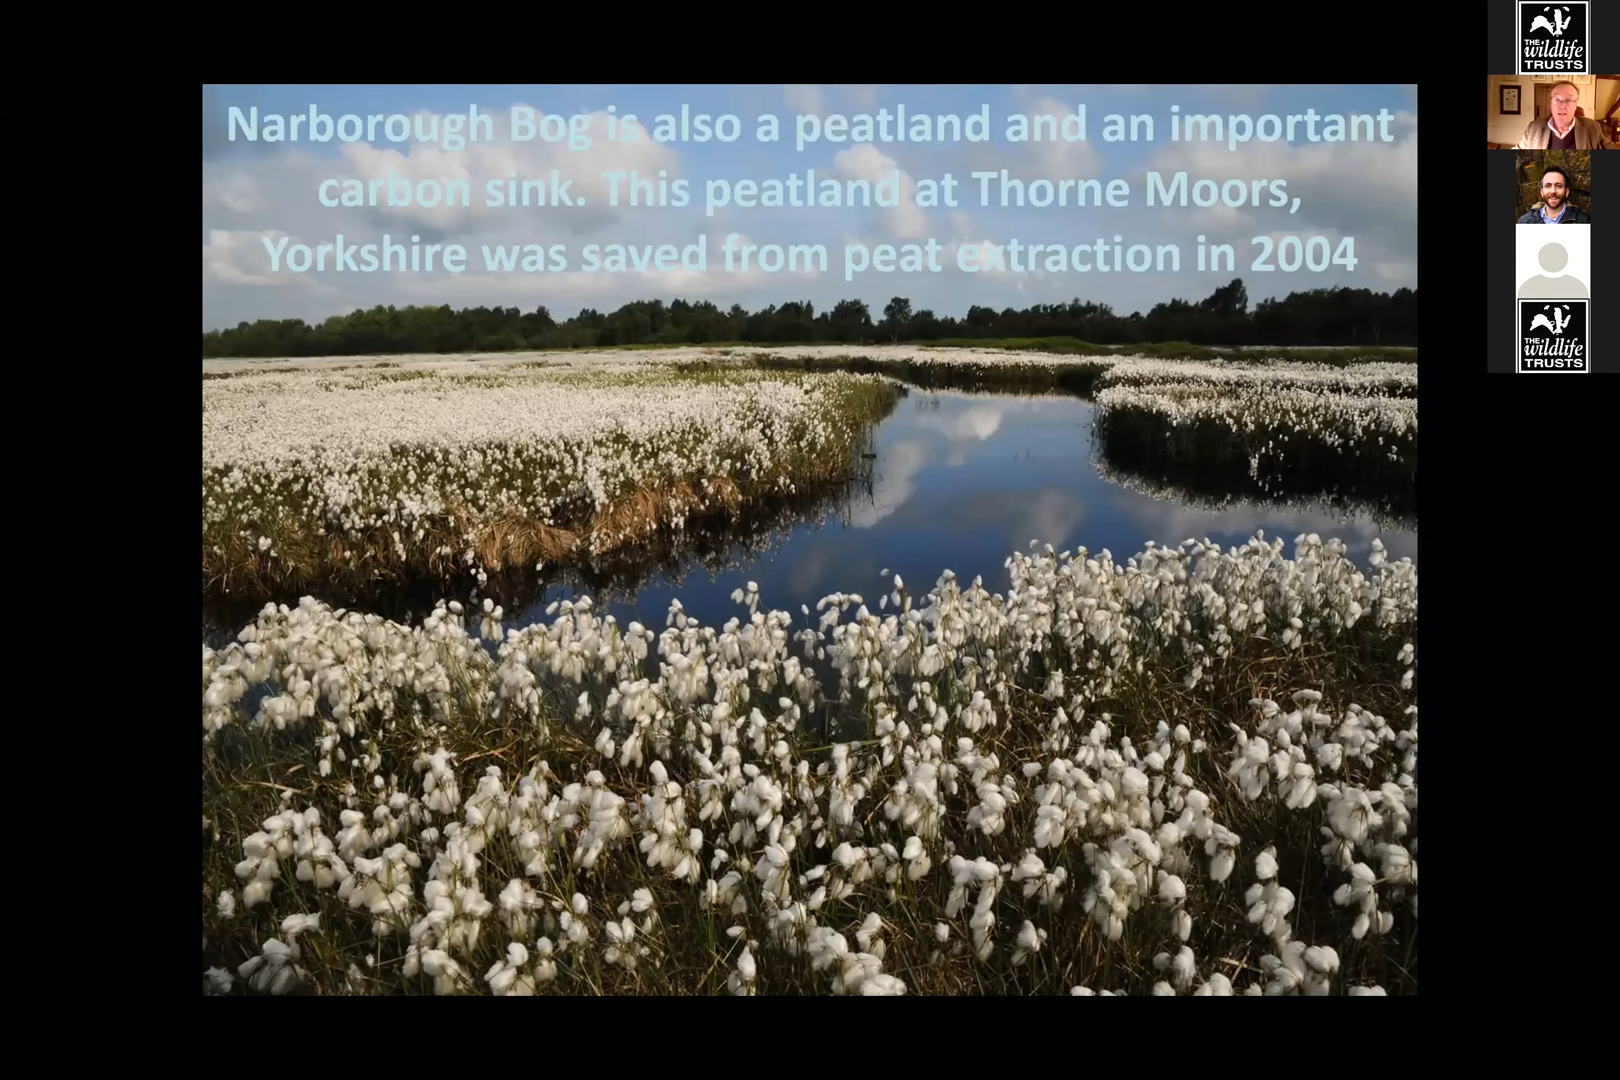 Narborough Bog is also a peatland and an important
carbon sink. This peatland at Thorne Moors,
Yorkshire was saved from peat extraction in 2004
THE
wildlife
TRUSTS
THE
wildlife
TRUSTS